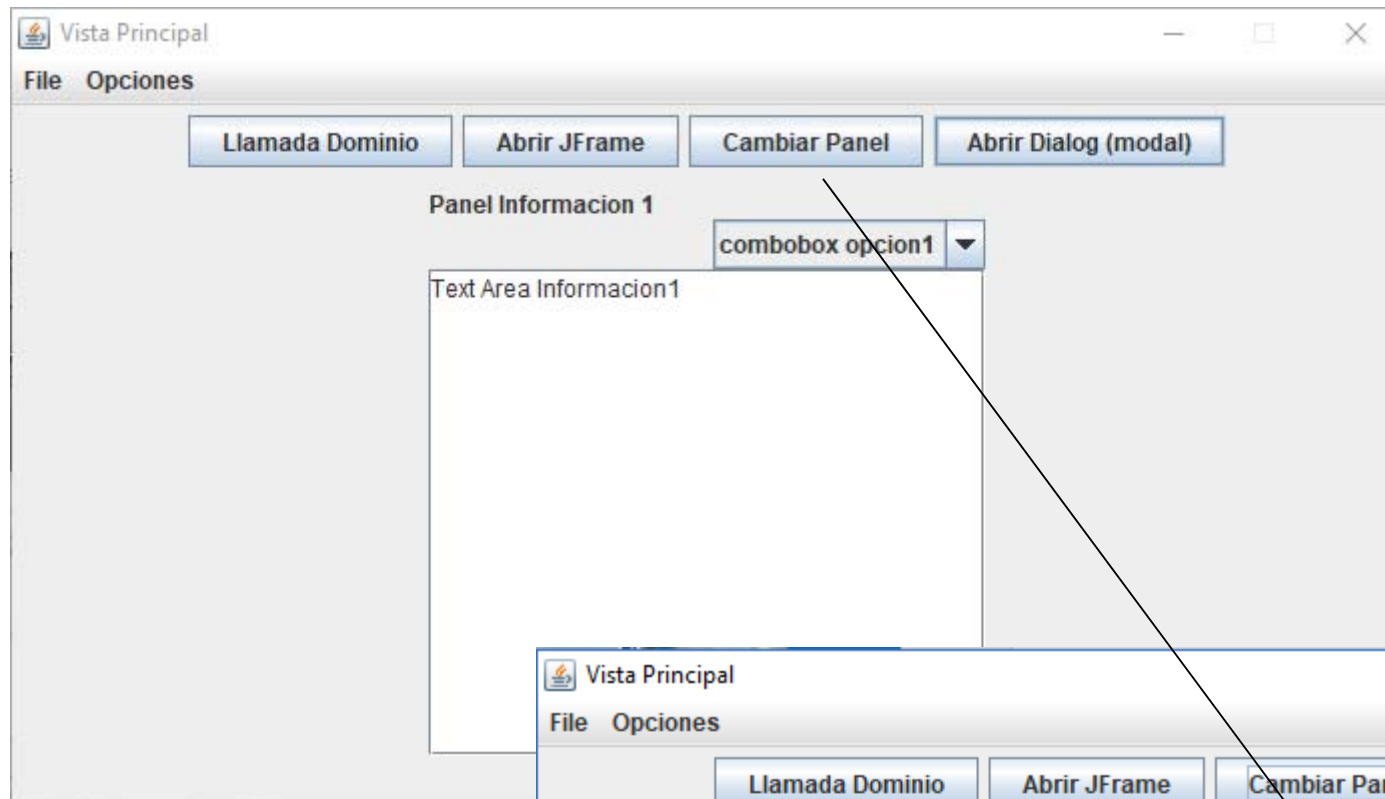 Vista Principal
File Opciones
Llamada Dominio Abrir JFrame Cambiar Panel Abrir Dialog (modal)
Panel Informacion 1
combobox opcion1
Text Area Informacion1
Vista Principal
File Opciones
Llamada Dominio Abrir JFrame Cambiar